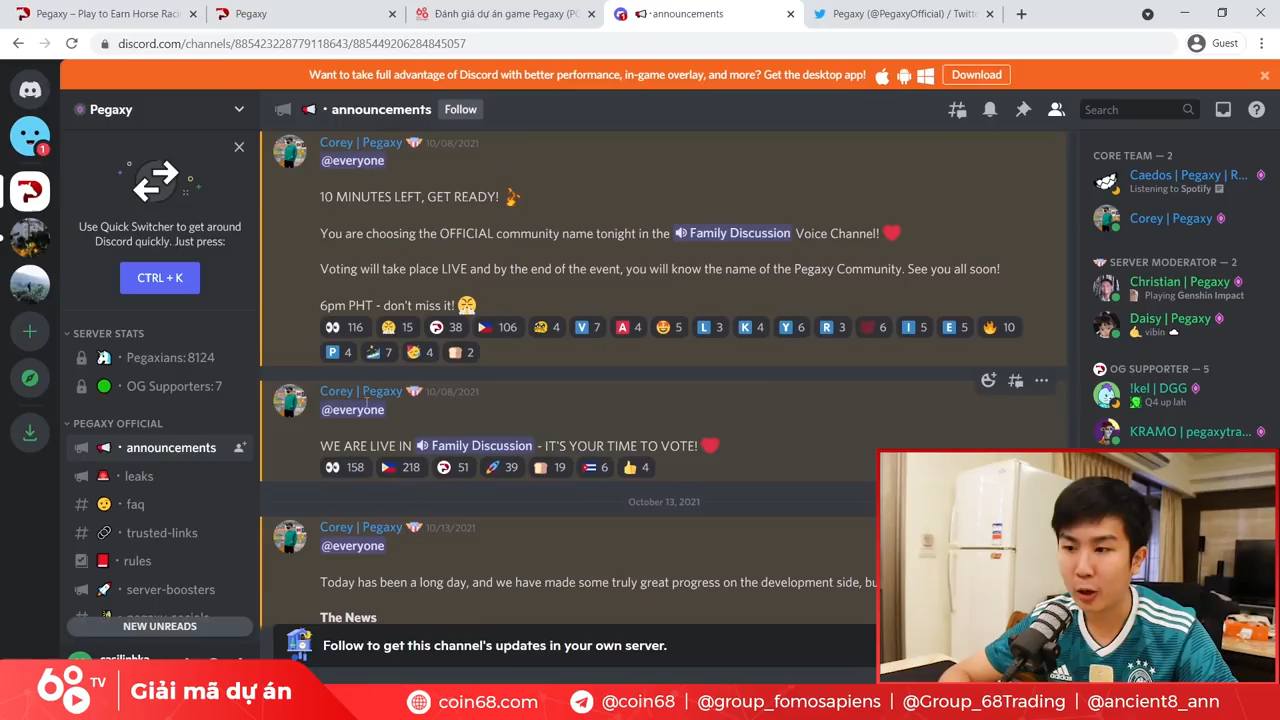 Pegaxy – Play to Earn Horse Raci
Pegaxy
Đánh giá dự án game Pegaxy (PG
announcements
Pegaxy (@PegaxyOfficial) / Twitt
discord.com/channels/885423228779118643/885449206284845057
Guest
Want to take full advantage of Discord with better performance, in-game overlay, and more? Get the desktop app!
Download
Pegaxy
announcements
Follow
Search
Use Quick Switcher to get around
Discord quickly. Just press:
CTRL + K
SERVER STATS
Pegaxians: 8124
OG Supporters: 7
PEGAXY OFFICIAL
announcements
leaks
faq
trusted-links
rules
server-boosters
NEW UNREADS
1
Corey | Pegaxy 10/08/2021
@everyone
10 MINUTES LEFT, GET READY!
You are choosing the OFFICIAL community name tonight in the Family Discussion Voice Channel!
Voting will take place LIVE and by the end of the event, you will know the name of the Pegaxy Community. See you all soon!
6pm PHT - don't miss it!
116 15 38 106 4 V 7 A 4 5 L 3 K 4 Y 6 R 3 6 I 5 E 5 10
P 4 7 4 2
Corey | Pegaxy 10/08/2021
@everyone
WE ARE LIVE IN Family Discussion - IT'S YOUR TIME TO VOTE!
158 218 51 39 19 6 4
October 13, 2021
Corey | Pegaxy 10/13/2021
@everyone
Today has been a long day, and we have made some truly great progress on the development side, bu
The News
Follow to get this channel's updates in your own server.
CORE TEAM — 2
Caedos | Pegaxy | R...
Listening to Spotify
Corey | Pegaxy
SERVER MODERATOR — 2
Christian | Pegaxy
Playing Genshin Impact
Daisy | Pegaxy
vibin
OG SUPPORTER — 5
!kel | DGG
Q4 up lah
KRAMO | pegaxytra...
68 TV
Giải mã dự án
coin68.com
@coin68 | @group_fomosapiens | @Group_68Trading | @ancient8_ann